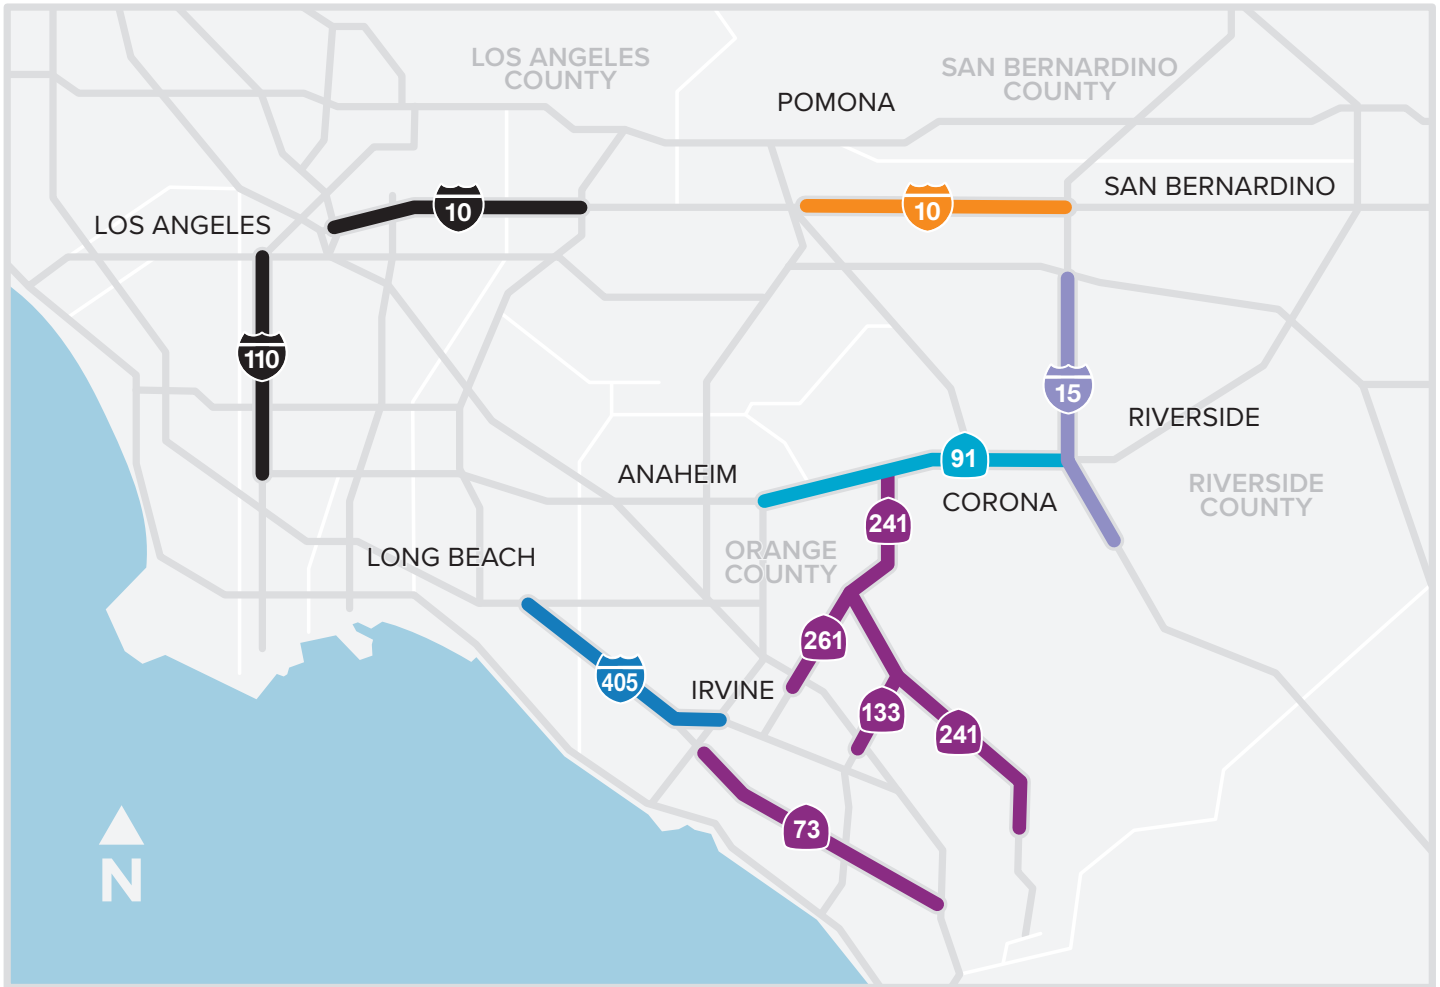 LOS ANGELES
COUNTY
SAN BERNARDINO
COUNTY
POMONA
SAN BERNARDINO
10
10
LOS ANGELES
110
15
RIVERSIDE
91
ANAHEIM
CORONA
RIVERSIDE
COUNTY
241
ORANGE
COUNTY
LONG BEACH
261
405
IRVINE
133
241
73
N